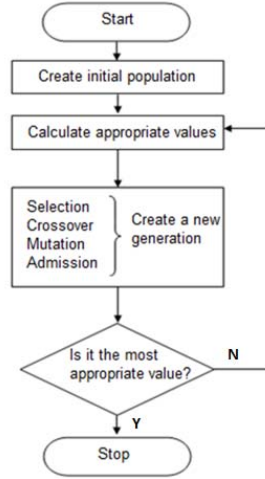 Start
Create initial population
Calculate appropriate values
Selection
Crossover
Mutation
Admission
Create a new
generation
Is it the most
appropriate value?
N
Y
Stop